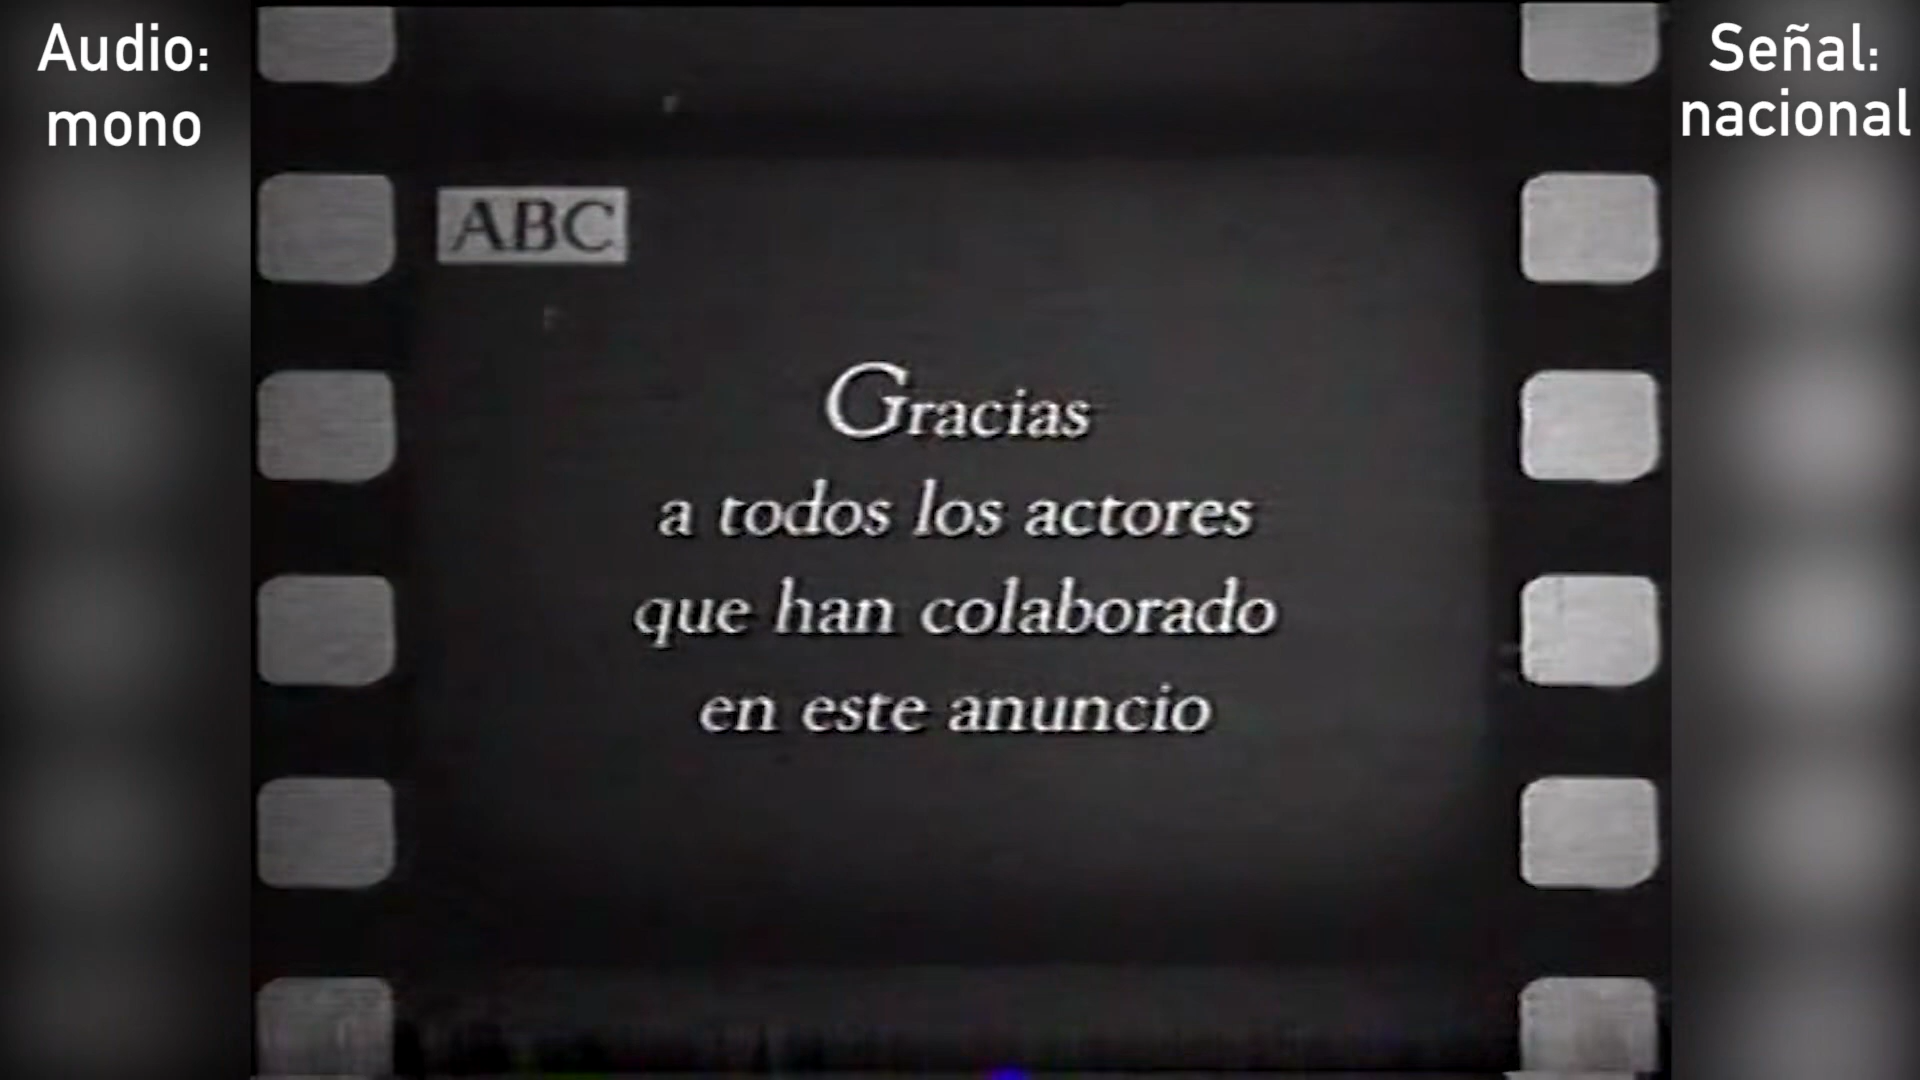 Audio:
mono
Señal:
nacional
ABC
Gracias
a todos los actores
que han colaborado
en este anuncio